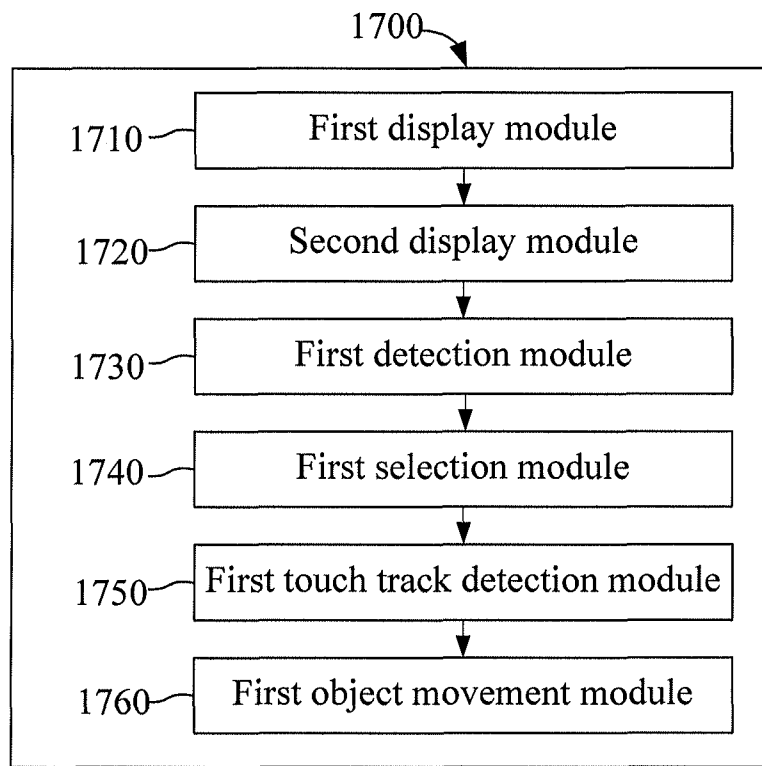 1700
1710 First display module
1720 Second display module
1730 First detection module
1740 First selection module
1750 First touch track detection module
1760 First object movement module